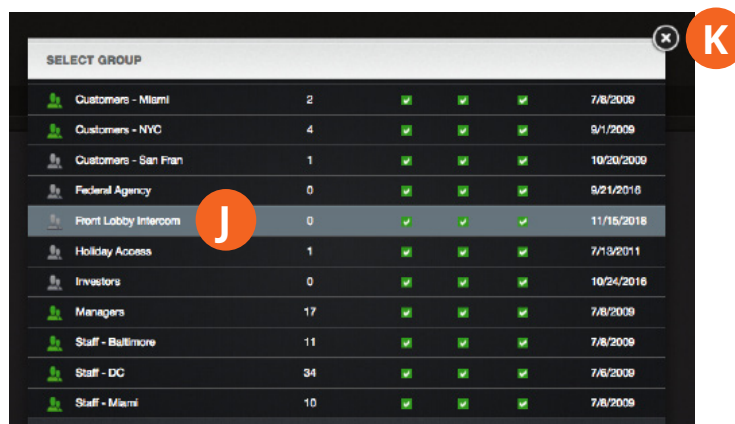 K
SELECT GROUP
Customers - Miami 2 7/8/2009
Customers - NYC 4 9/1/2009
Customers - San Fran 1 10/20/2009
Federal Agency 0 9/21/2016
Front Lobby Intercom J 0 11/15/2018
Holiday Access 1 7/13/2011
Investors 0 10/24/2016
Managers 17 7/8/2009
Staff - Baltimore 11 7/8/2009
Staff - DC 34 7/6/2009
Staff - Miami 10 7/8/2009